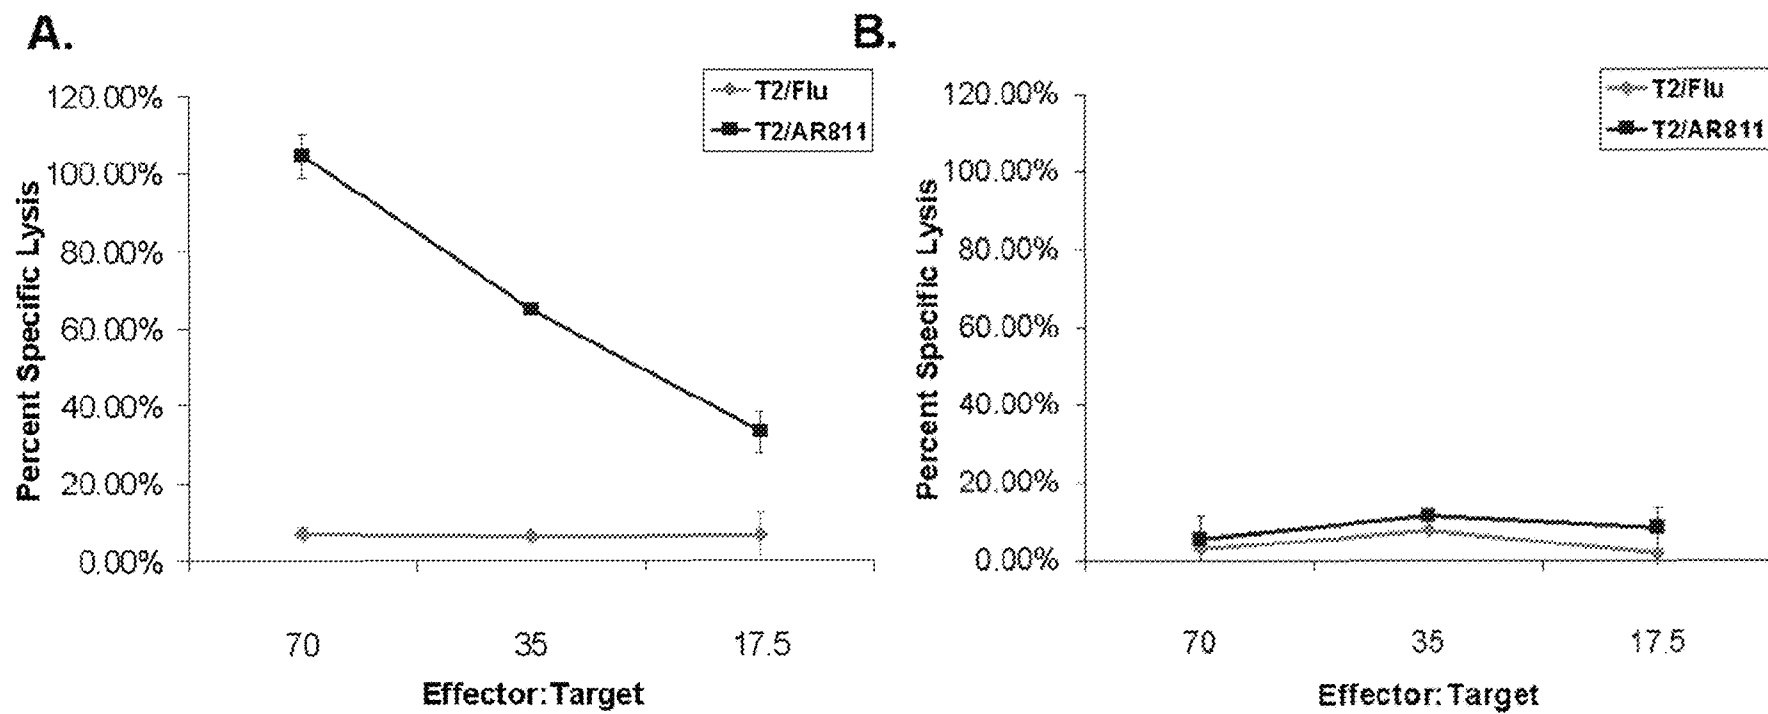 A.
T2/Flu
T2/AR811
120.00%
100.00%
80.00%
60.00%
40.00%
20.00%
0.00%
Percent Specific Lysis
70 35 17.5
Effector:Target
B.
T2/Flu
T2/AR811
120.00%
100.00%
80.00%
60.00%
40.00%
20.00%
0.00%
Percent Specific Lysis
70 35 17.5
Effector:Target